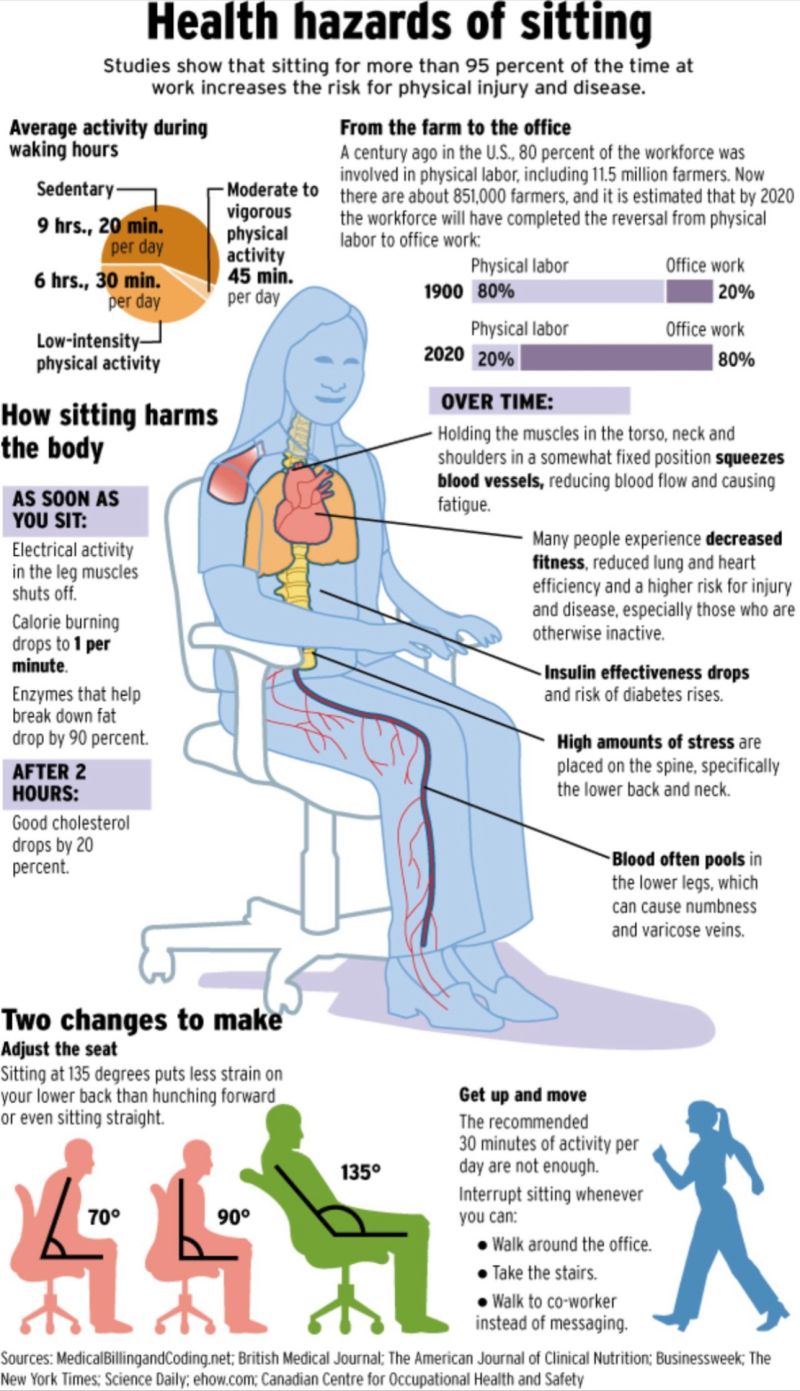 Health hazards of sitting
Studies show that sitting for more than 95 percent of the time at
work increases the risk for physical injury and disease.
Average activity during
waking hours
Sedentary
9 hrs., 20 min.
per day
6 hrs., 30 min.
per day
Low-intensity
physical activity
Moderate to
vigorous
physical
activity
45 min.
per day
From the farm to the office
A century ago in the U.S., 80 percent of the workforce was
involved in physical labor, including 11.5 million farmers. Now
there are about 851,000 farmers, and it is estimated that by 2020
the workforce will have completed the reversal from physical
labor to office work:
Physical labor Office work
1900 80% 20%
Physical labor Office work
2020 20% 80%
How sitting harms
the body
AS SOON AS
YOU SIT:
Electrical activity
in the leg muscles
shuts off.
Calorie burning
drops to 1 per
minute.
Enzymes that help
break down fat
drop by 90 percent.
AFTER 2
HOURS:
Good cholesterol
drops by 20
percent.
OVER TIME:
Holding the muscles in the torso, neck and
shoulders in a somewhat fixed position squeezes
blood vessels, reducing blood flow and causing
fatigue.
Many people experience decreased
fitness, reduced lung and heart
efficiency and a higher risk for injury
and disease, especially those who are
otherwise inactive.
Insulin effectiveness drops
and risk of diabetes rises.
High amounts of stress are
placed on the spine, specifically
the lower back and neck.
Blood often pools in
the lower legs, which
can cause numbness
and varicose veins.
Two changes to make
Adjust the seat
Sitting at 135 degrees puts less strain on
your lower back than hunching forward
or even sitting straight.
70°
90°
135°
Get up and move
The recommended
30 minutes of activity per
day are not enough.
Interrupt sitting whenever
you can:
● Walk around the office.
● Take the stairs.
● Walk to co-worker
instead of messaging.
Sources: MedicalBillingandCoding.net; British Medical Journal; The American Journal of Clinical Nutrition; Businessweek; The
New York Times; Science Daily; ehow.com; Canadian Centre for Occupational Health and Safety